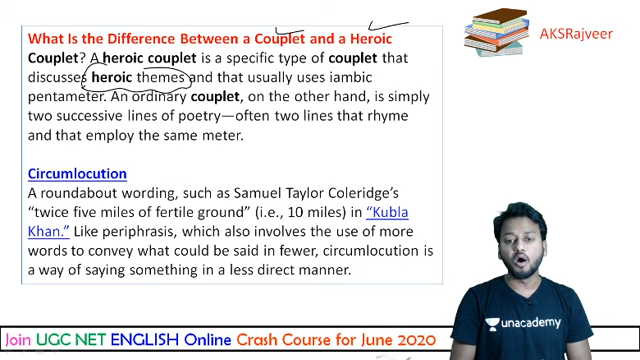 What Is the Difference Between a Couplet and a Heroic
AKSRajveer
Couplet? A heroic couplet is a specific type of couplet that
discusses heroic themes and that usually uses iambic
pentameter. An ordinary couplet, on the other hand, is simply
two successive lines of poetry—often two lines that rhyme
and that employ the same meter.
Circumlocution
A roundabout wording, such as Samuel Taylor Coleridge's
"twice five miles of fertile ground" (i.e., 10 miles) in "Kubla
Khan." Like periphrasis, which also involves the use of more
words to convey what could be said in fewer, circumlocution is
a way of saying something in a less direct manner.
unacademy
Join UGC NET ENGLISH Online Crash Course for June 2020